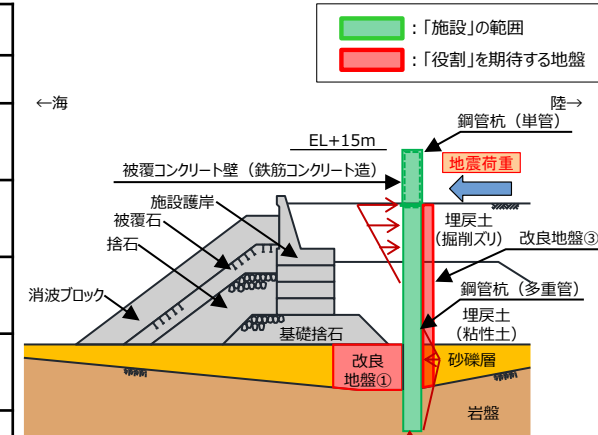 ：「施設」の範囲
：「役割」を期待する地盤
←海
陸→
鋼管杭（単管）
EL+15m
地震荷重
被覆コンクリート壁（鉄筋コンクリート造）
施設護岸
被覆石
捨石
埋戻土
（掘削ズリ）
改良地盤③
消波ブロック
鋼管杭（多重管）
埋戻土
（粘性土）
基礎捨石
改良
地盤①
砂礫層
岩盤